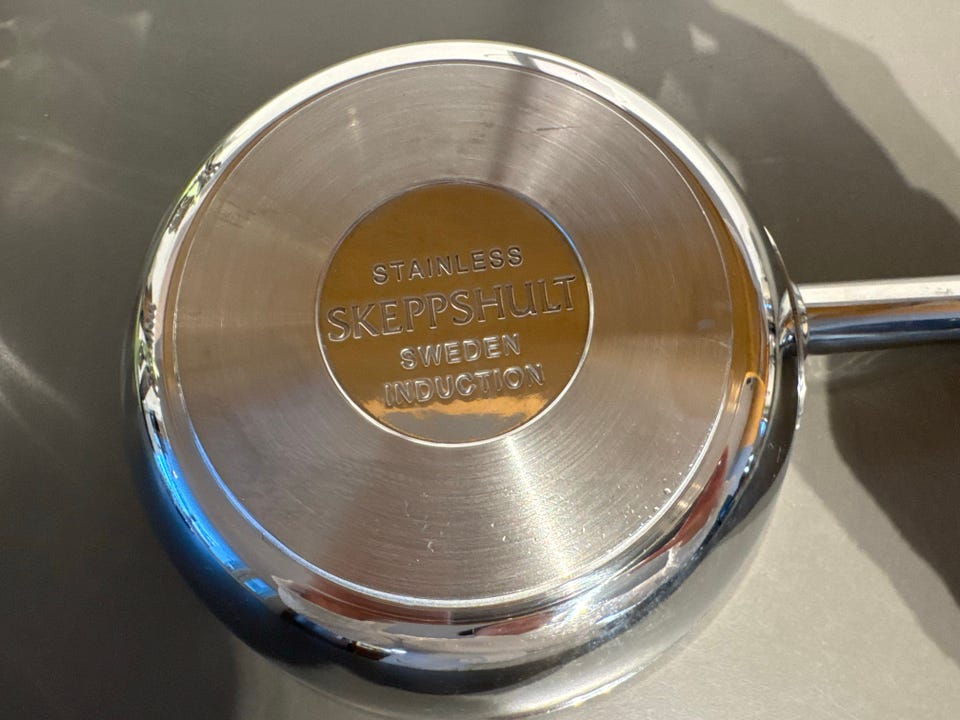 STAINLESS
SKEPPSHULT
SWEDEN
INDUCTION